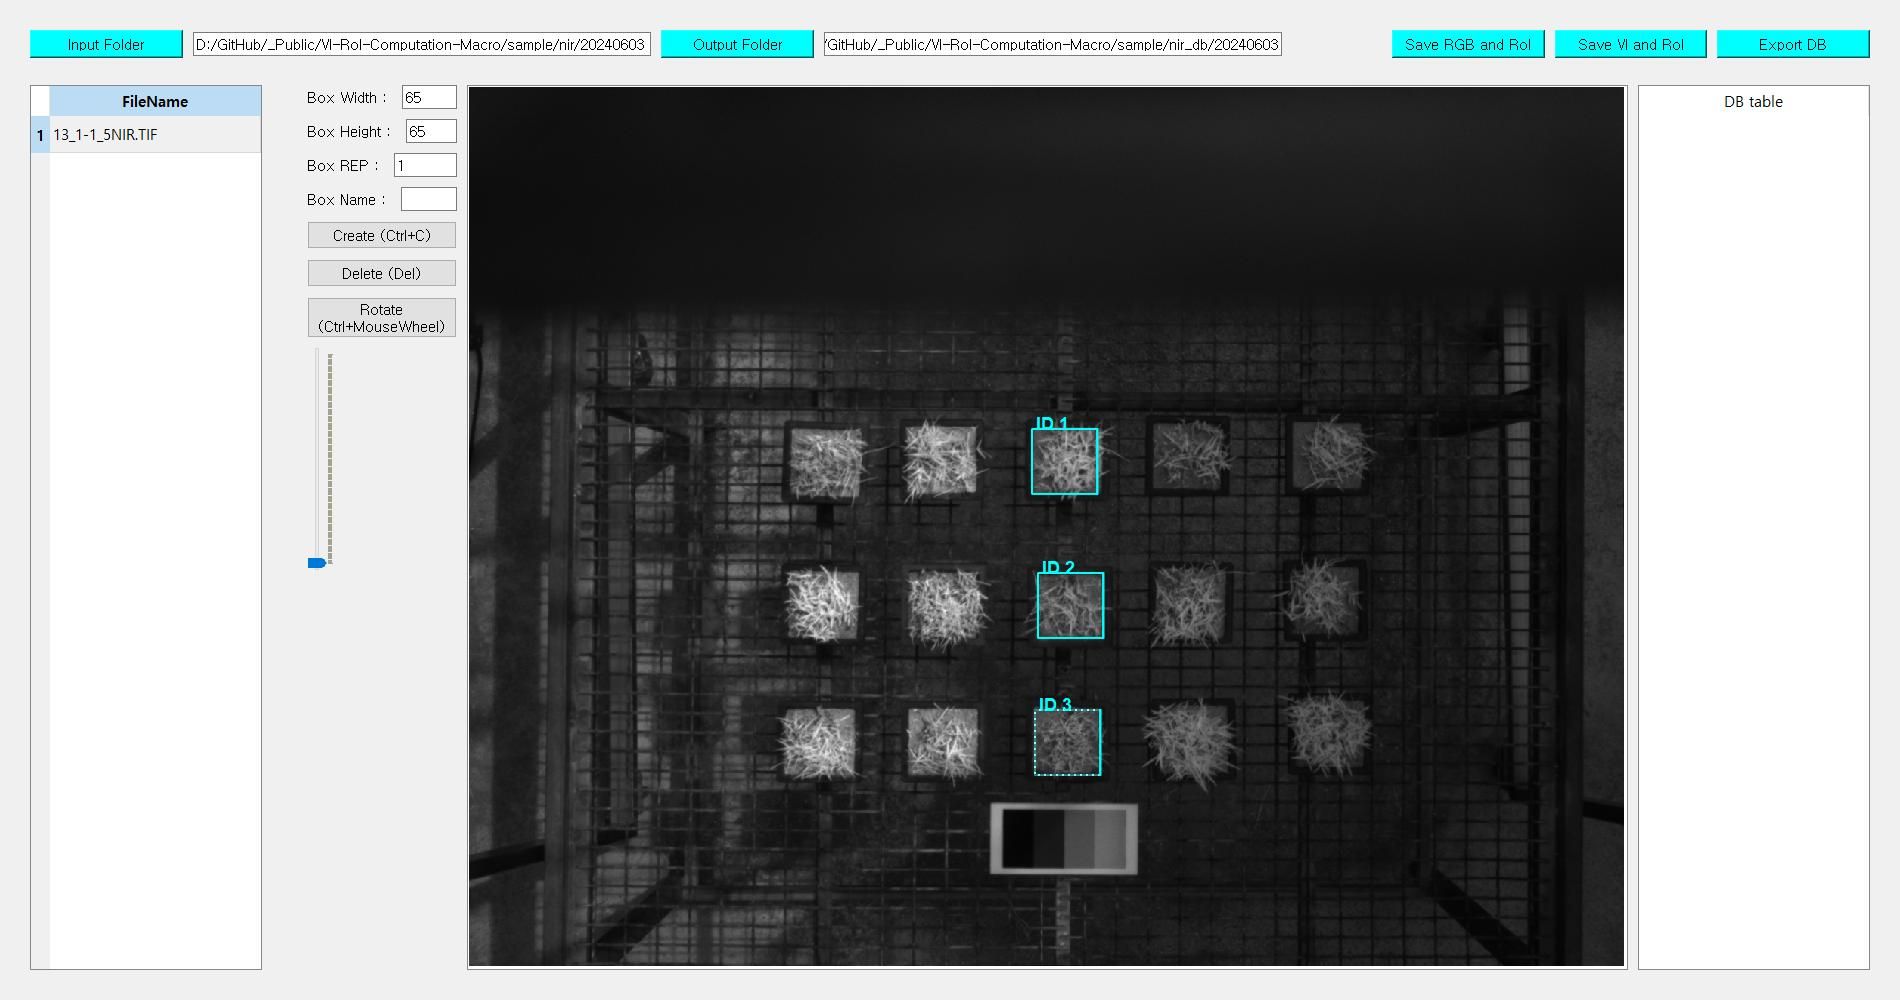 Input Folder
D:/GitHub/_Public/VI-RoI-Computation-Macro/sample/nir/20240603
Output Folder
/GitHub/_Public/VI-RoI-Computation-Macro/sample/nir_db/20240603
Save RGB and RoI
Save VI and RoI
Export DB
FileName
1 13_1-1_5NIR.TIF
Box Width : 65
Box Height : 65
Box REP : 1
Box Name :
Create (Ctrl+C)
Delete (Del)
Rotate
(Ctrl+MouseWheel)
ID 1
ID 2
ID 3
DB table